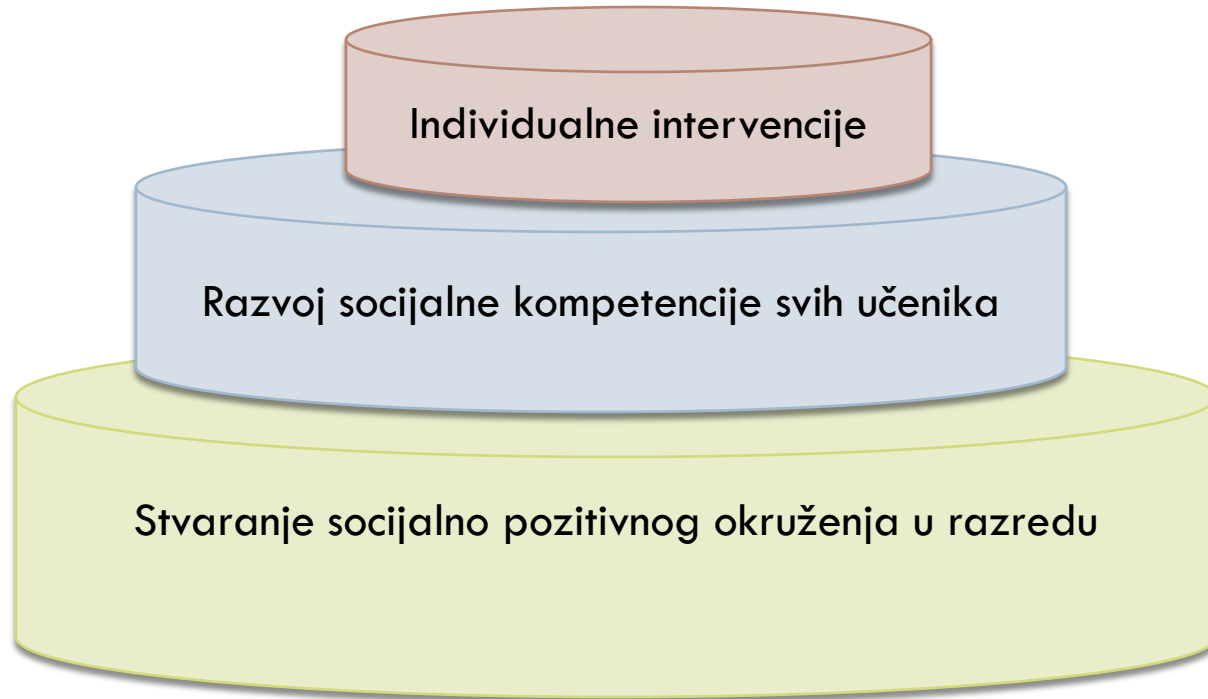 Individualne intervencije
Razvoj socijalne kompetencije svih učenika
Stvaranje socijalno pozitivnog okruženja u razredu